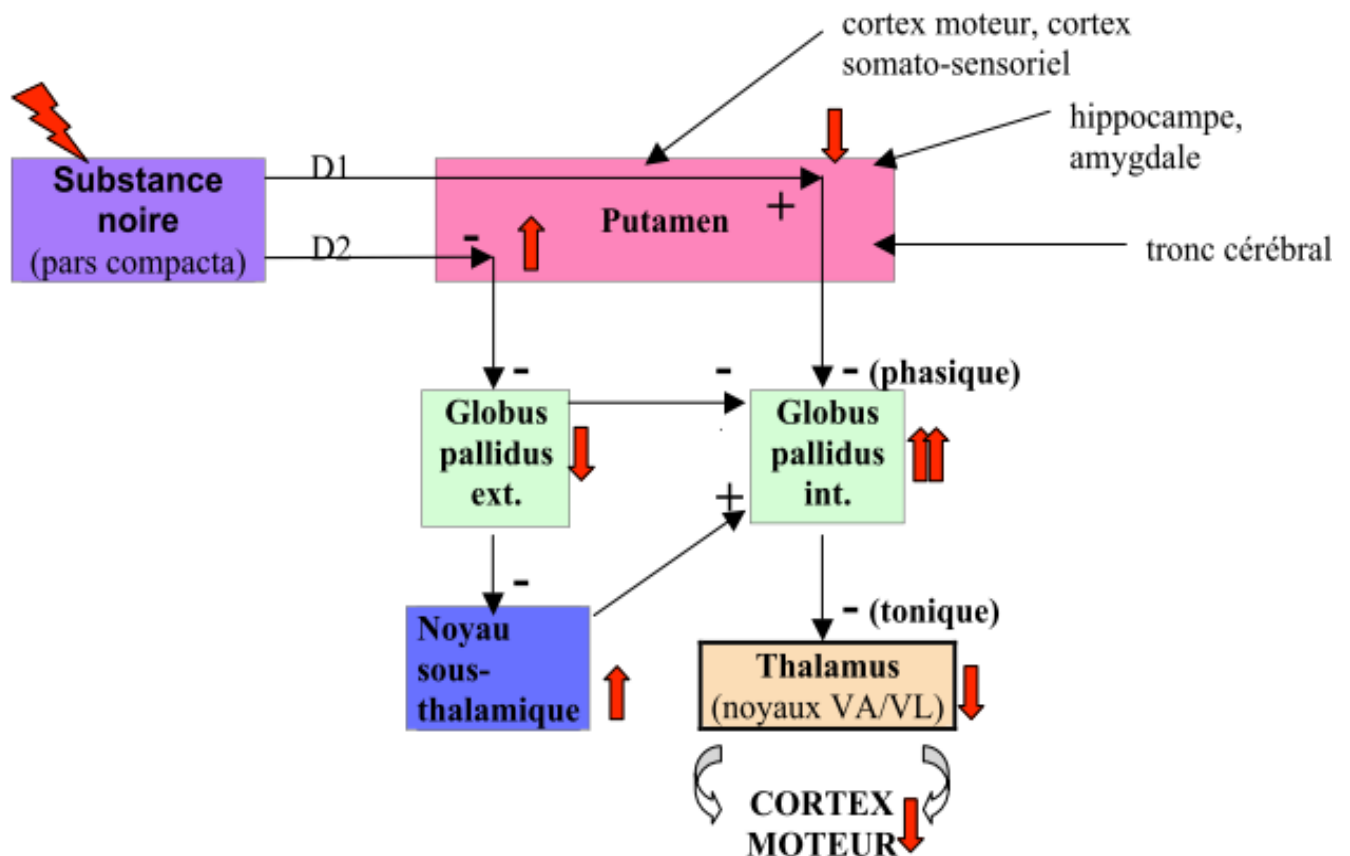 cortex moteur, cortex
somato-sensoriel
hippocampe,
amygdale
Substance
noire
(pars compacta)
D1
D2
-
+
Putamen
tronc cérébral
-
-
- (phasique)
Globus
pallidus
ext.
Globus
pallidus
int.
+
-
- (tonique)
Noyau
sous-
thalamique
Thalamus
(noyaux VA/VL)
CORTEX
MOTEUR